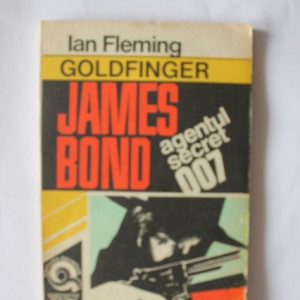 Ian Fleming
GOLDFINGER
JAMES
BOND
agentul
secret
007